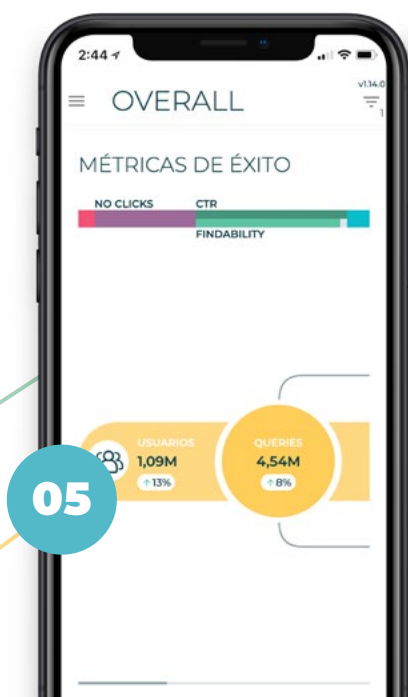 2:44
v1.14.0
OVERALL
1
MÉTRICAS DE ÉXITO
NO CLICKS CTR
FINDABILITY
USUARIOS
1,09M
↑13%
QUERIES
4,54M
↑8%
05